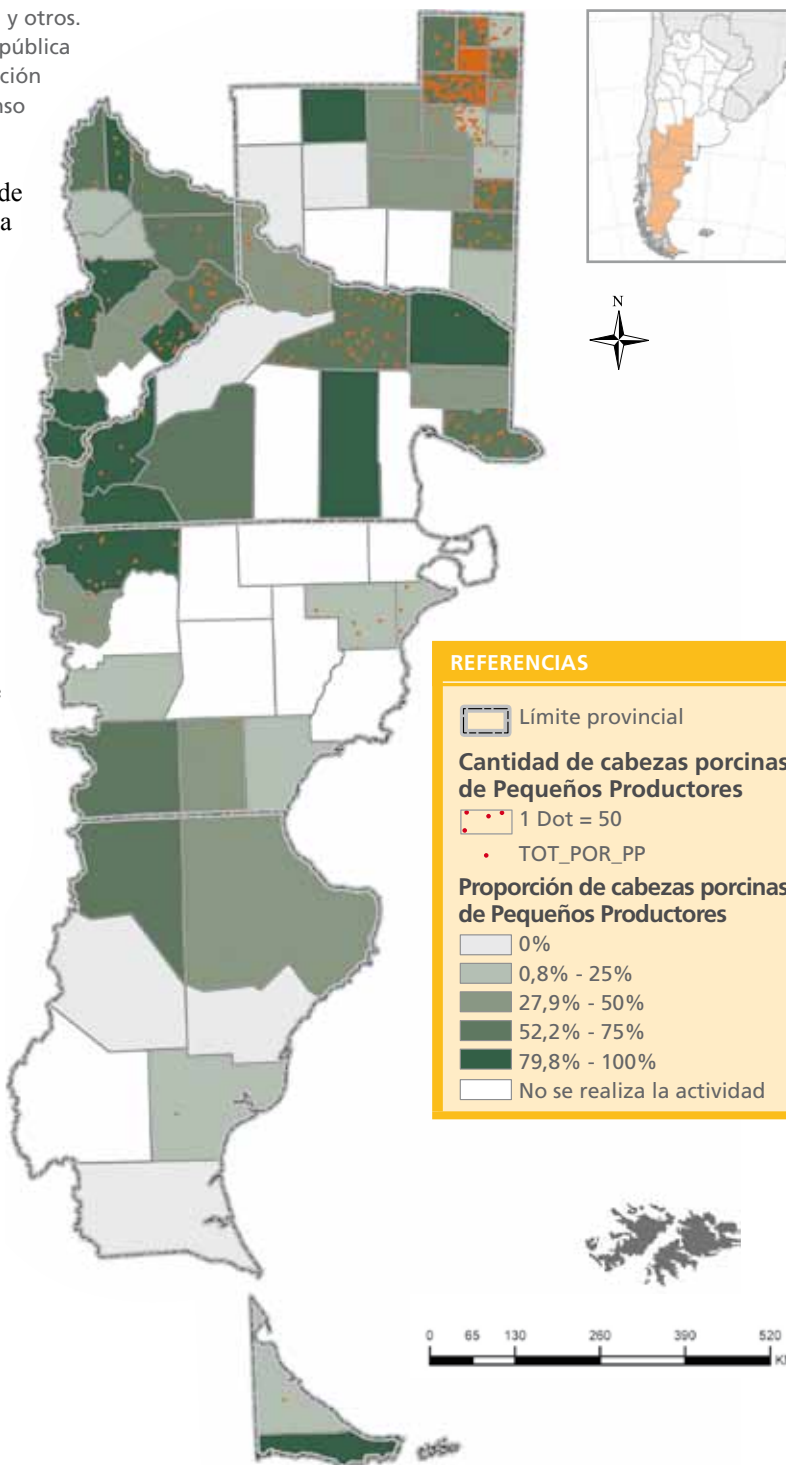 y otros.
pública
ción
nso
de
a
N
REFERENCIAS
Límite provincial
Cantidad de cabezas porcinas
de Pequeños Productores
1 Dot = 50
TOT_POR_PP
Proporción de cabezas porcinas
de Pequeños Productores
0%
0,8% - 25%
27,9% - 50%
52,2% - 75%
79,8% - 100%
No se realiza la actividad
0 65 130 260 390 520